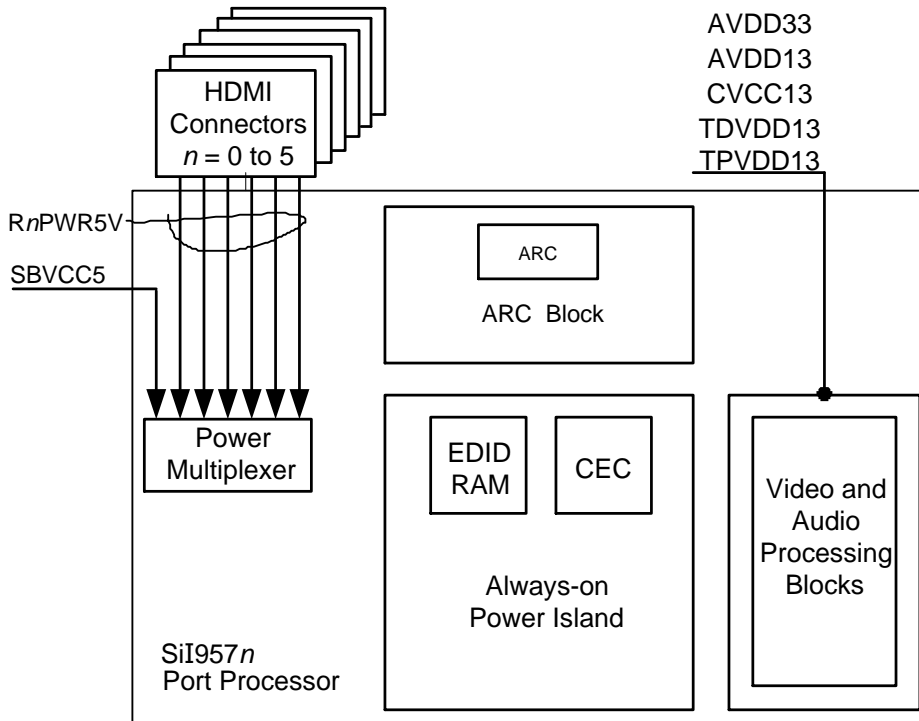 AVDD33
AVDD13
CVCC13
TDVDD13
TPVDD13
HDMI
Connectors
n = 0 to 5
RnPWR5V
SBVCC5
ARC
ARC Block
Power
Multiplexer
EDID
RAM
CEC
Always-on
Power Island
Video and
Audio
Processing
Blocks
SiI957n
Port Processor